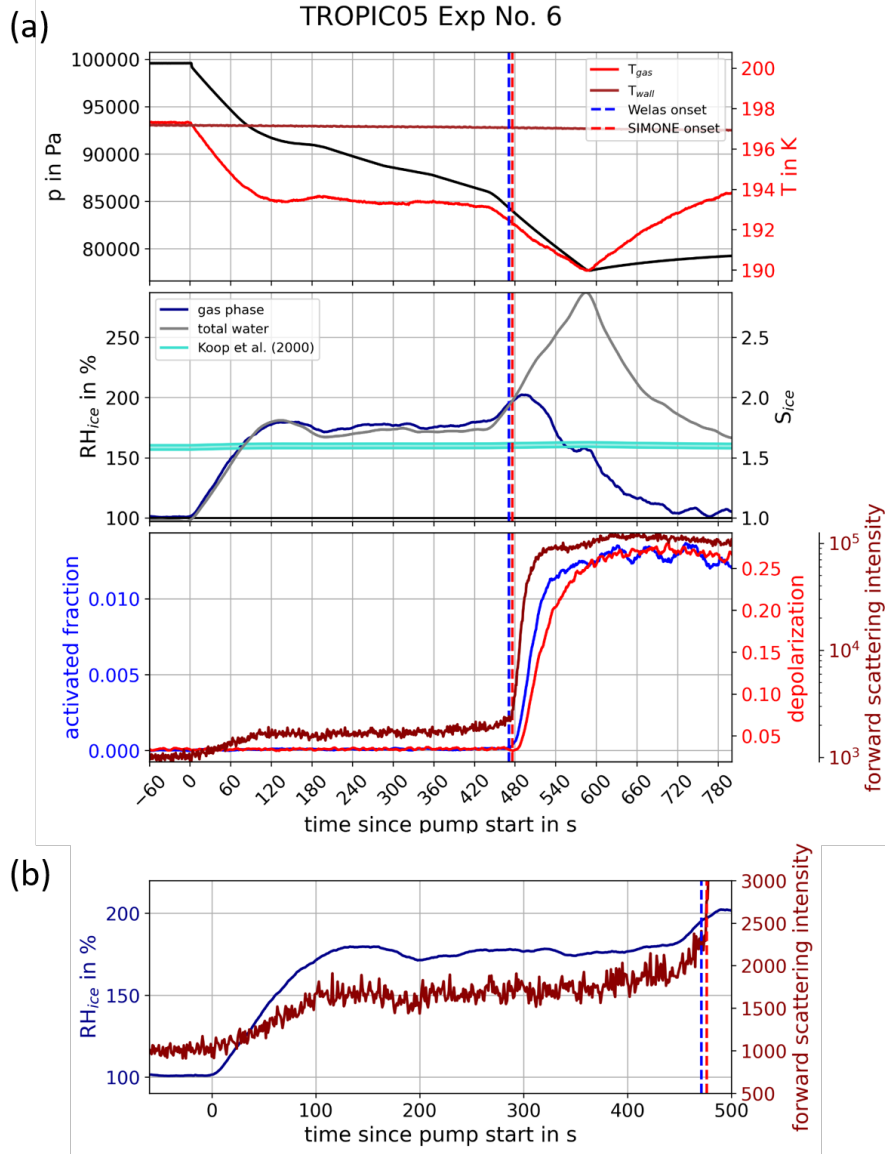 TROPIC05 Exp No. 6
(a)
p in Pa
100000
95000
90000
85000
80000
T_gas
T_wall
Welas onset
SIMONE onset
200
198
196
194
192
190
T in K
RH_ice in %
250
200
150
100
gas phase
total water
Koop et al. (2000)
2.5
2.0
1.5
1.0
S_ice
activated fraction
0.010
0.005
0.000
0.25
0.20
0.15
0.10
0.05
depolarization
10^5
10^4
10^3
forward scattering intensity
−60 0 60 120 180 240 300 360 420 480 540 600 660 720 780
time since pump start in s
(b)
RH_ice in %
200
150
100
3000
2500
2000
1500
1000
500
forward scattering intensity
0 100 200 300 400 500
time since pump start in s